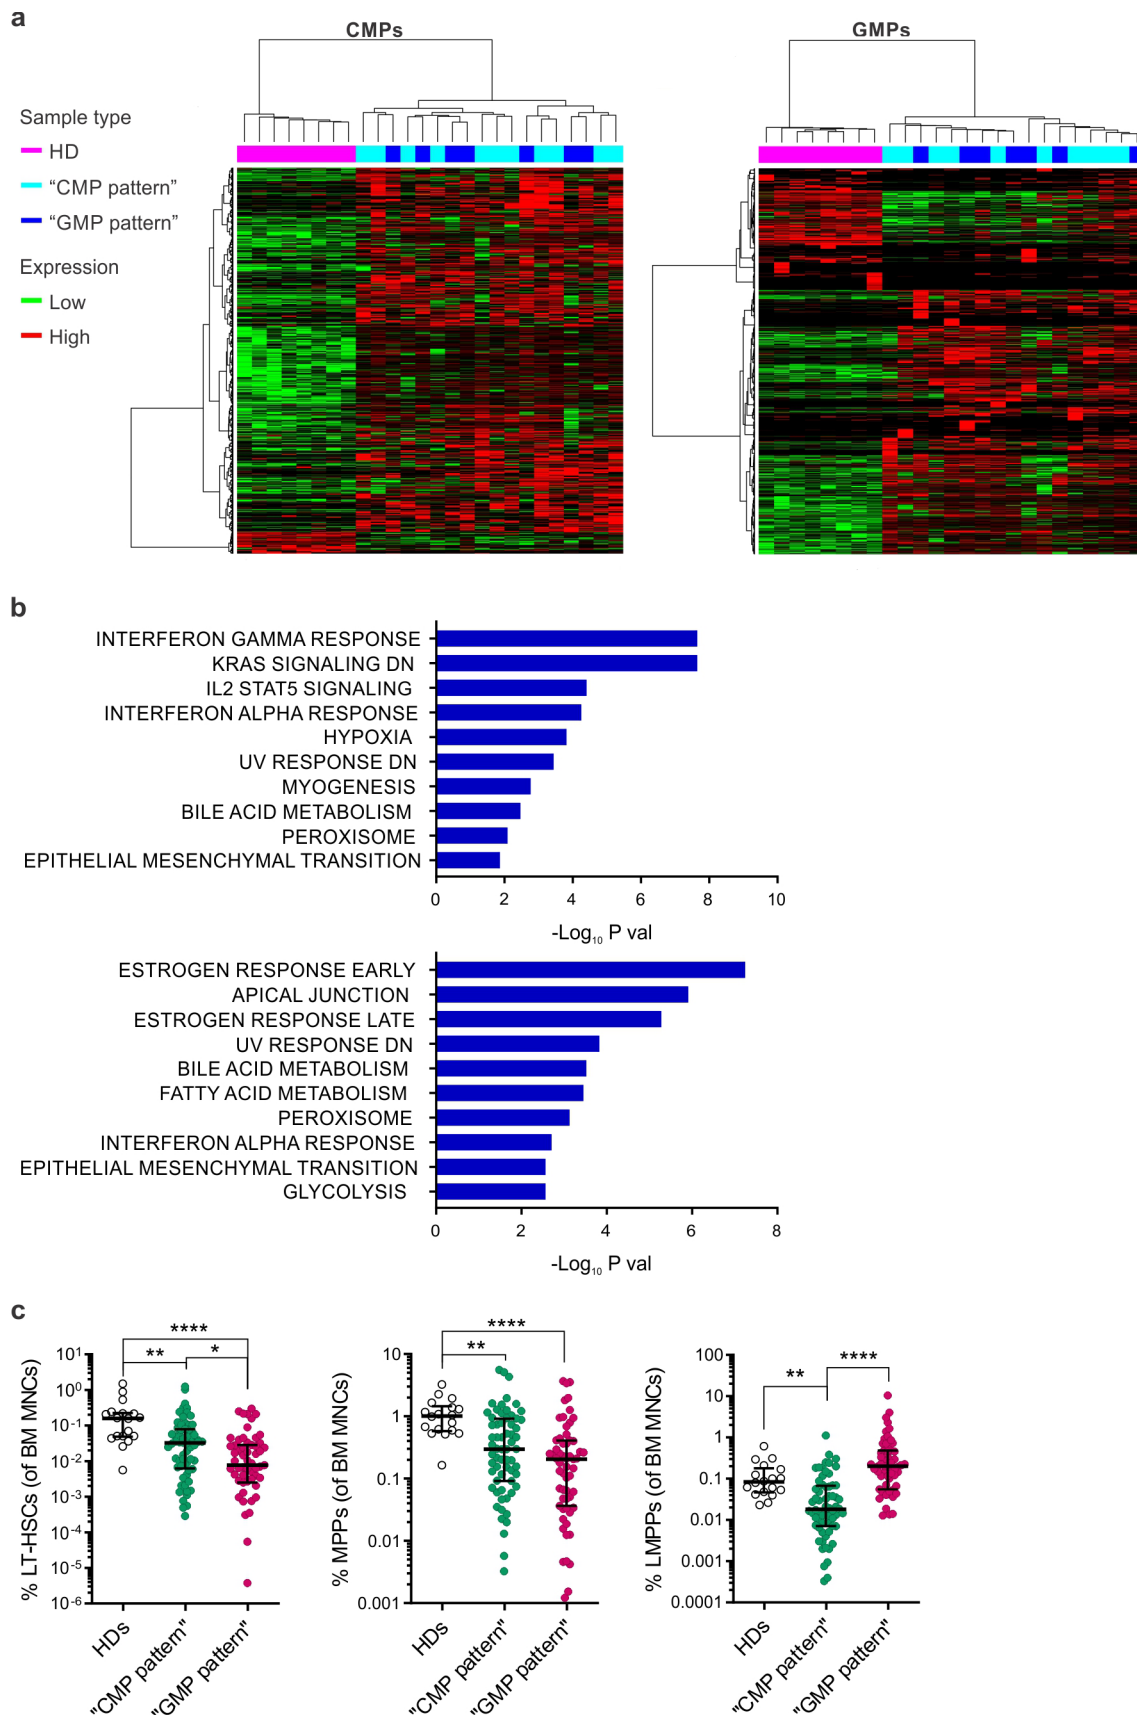 a
CMPs
GMPs
Sample type
HD
“CMP pattern”
“GMP pattern”
Expression
Low
High
b
INTERFERON GAMMA RESPONSE
KRAS SIGNALING DN
IL2 STAT5 SIGNALING
INTERFERON ALPHA RESPONSE
HYPOXIA
UV RESPONSE DN
MYOGENESIS
BILE ACID METABOLISM
PEROXISOME
EPITHELIAL MESENCHYMAL TRANSITION
0 2 4 6 8 10
-Log₁₀ P val
ESTROGEN RESPONSE EARLY
APICAL JUNCTION
ESTROGEN RESPONSE LATE
UV RESPONSE DN
BILE ACID METABOLISM
FATTY ACID METABOLISM
PEROXISOME
INTERFERON ALPHA RESPONSE
EPITHELIAL MESENCHYMAL TRANSITION
GLYCOLYSIS
0 2 4 6 8
-Log₁₀ P val
c
% LT-HSCs (of BM MNCs)
10¹
10⁰
10⁻¹
10⁻²
10⁻³
10⁻⁴
10⁻⁵
10⁻⁶
****
** *
HDs
"CMP pattern"
"GMP pattern"
% MPPs (of BM MNCs)
10
1
0.1
0.01
0.001
****
**
HDs
"CMP pattern"
"GMP pattern"
% LMPPs (of BM MNCs)
100
10
1
0.1
0.01
0.001
0.0001
** ****
HDs
"CMP pattern"
"GMP pattern"